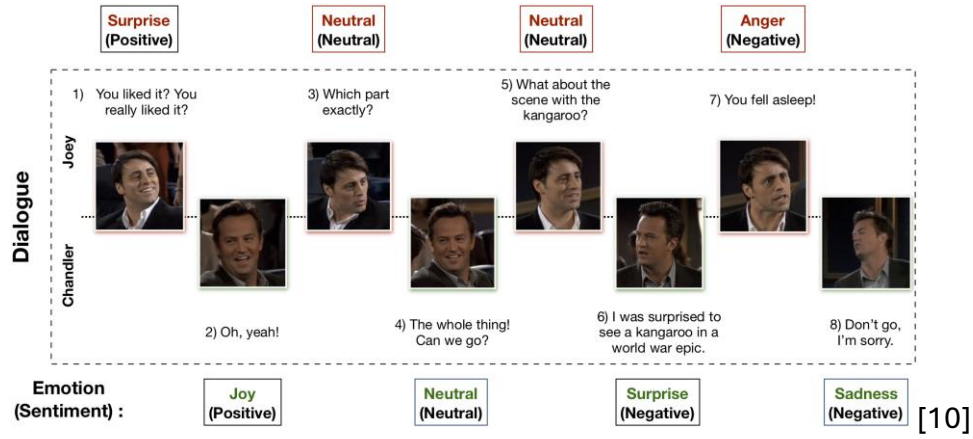 Surprise
(Positive)
Neutral
(Neutral)
Neutral
(Neutral)
Anger
(Negative)
Dialogue
Joey
Chandler
1) You liked it? You
really liked it?
3) Which part
exactly?
5) What about the
scene with the
kangaroo?
7) You fell asleep!
2) Oh, yeah!
4) The whole thing!
Can we go?
6) I was surprised to
see a kangaroo in a
world war epic.
8) Don't go,
I'm sorry.
Emotion
(Sentiment) :
Joy
(Positive)
Neutral
(Neutral)
Surprise
(Negative)
Sadness
(Negative)
[10]